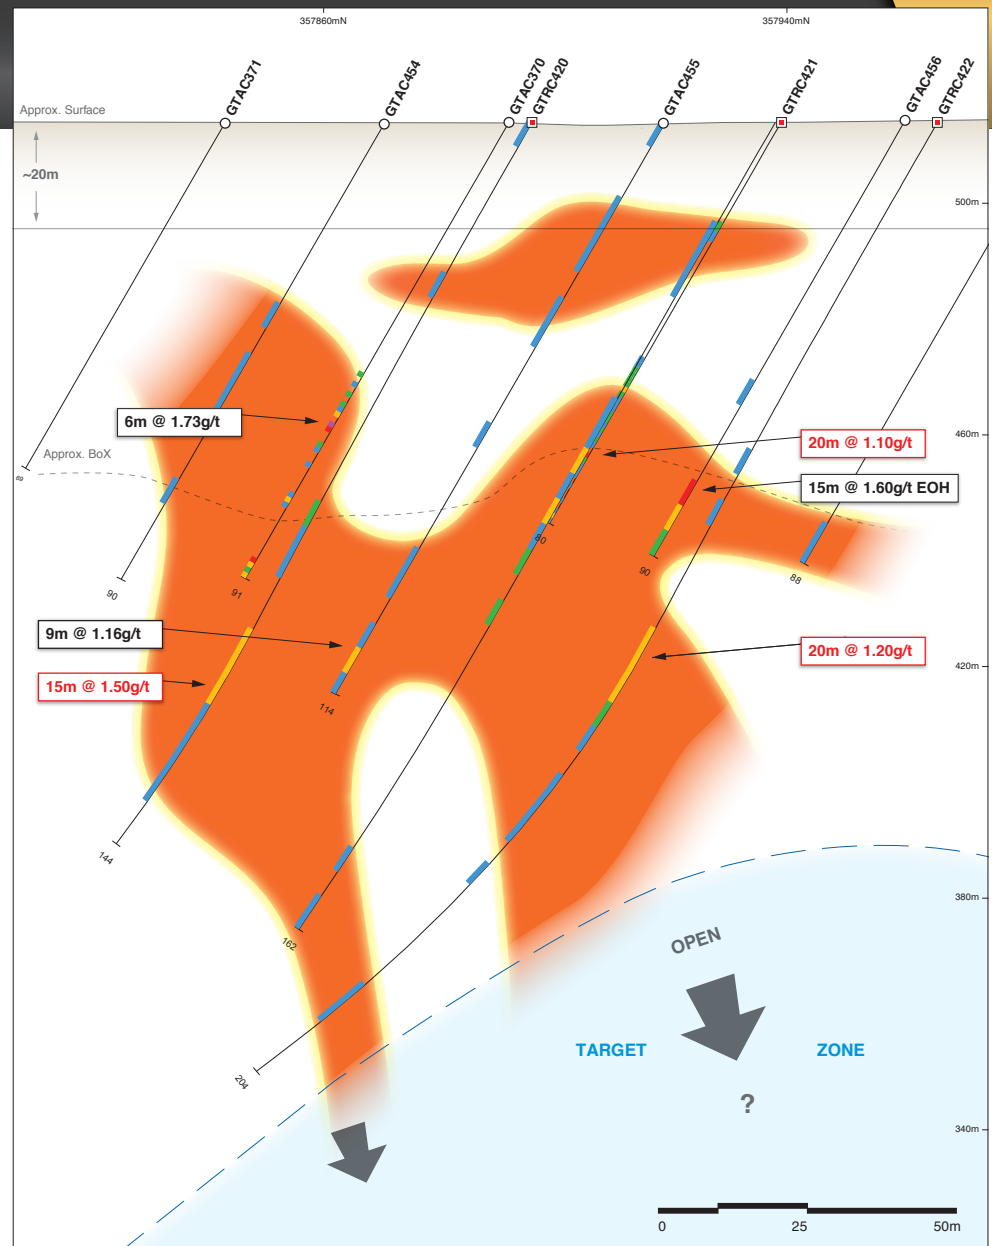 357860mN
357940mN
GTAC371
GTAC454
GTAC370
GTRC420
GTAC455
GTRC421
GTAC456
GTRC422
Approx. Surface
~20m
500m
6m @ 1.73g/t
Approx. BoX
460m
20m @ 1.10g/t
15m @ 1.60g/t EOH
80
90
88
90
91
9m @ 1.16g/t
15m @ 1.50g/t
114
20m @ 1.20g/t
420m
144
162
380m
OPEN
204
TARGET
ZONE
?
340m
0
25
50m